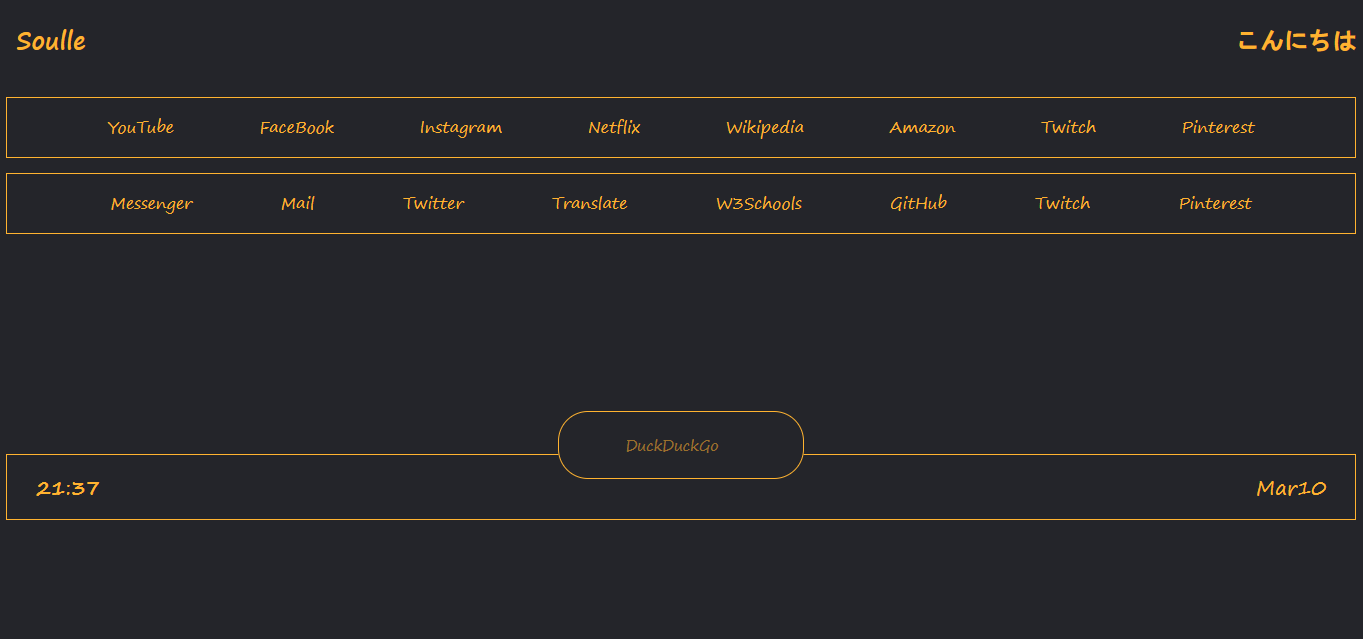 Soulle こんにちは
YouTube FaceBook Instagram Netflix Wikipedia Amazon Twitch Pinterest
Messenger Mail Twitter Translate W3Schools GitHub Twitch Pinterest
DuckDuckGo
21:37 Mar10